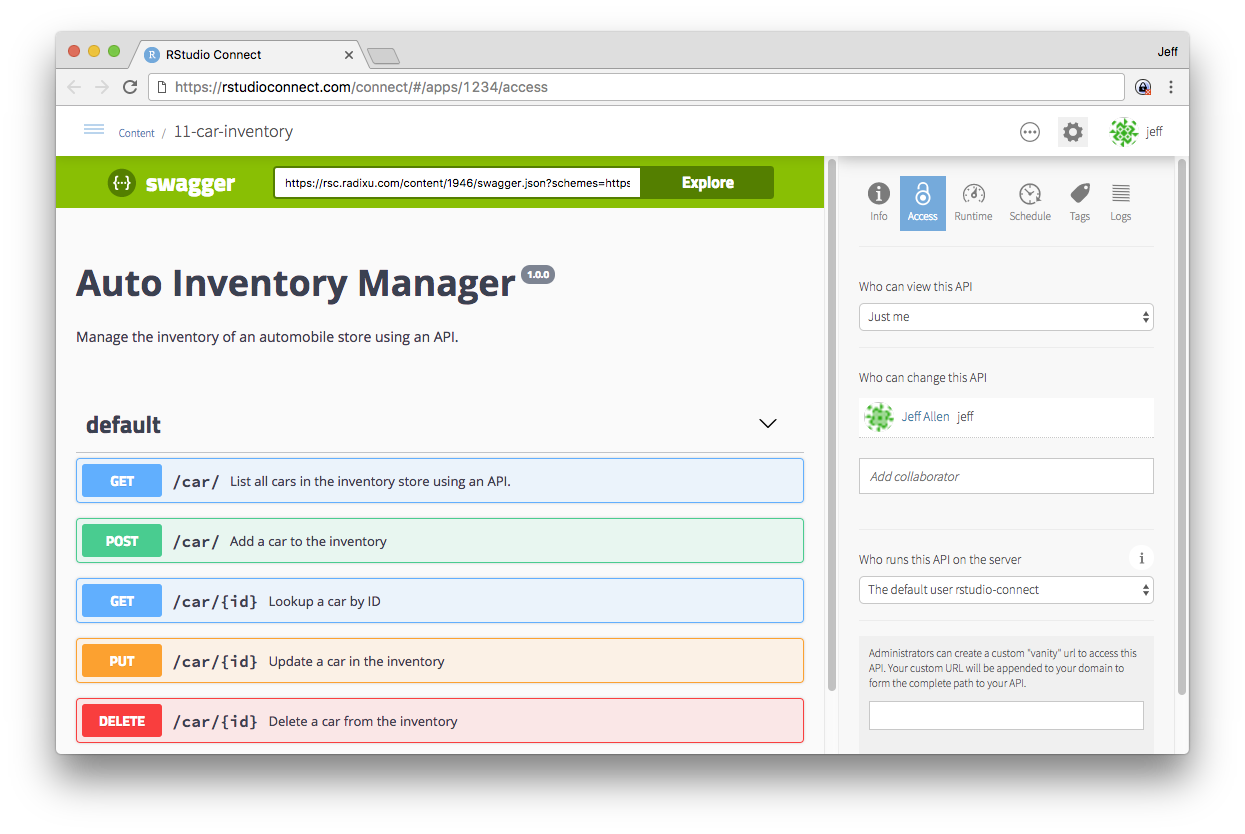 RStudio Connect
Jeff
https://rstudioconnect.com/connect/#/apps/1234/access
Content / 11-car-inventory
jeff
{··} swagger
https://rsc.radixu.com/content/1946/swagger.json?schemes=https
Explore
Auto Inventory Manager 1.0.0
Manage the inventory of an automobile store using an API.
default
GET /car/ List all cars in the inventory store using an API.
POST /car/ Add a car to the inventory
GET /car/{id} Lookup a car by ID
PUT /car/{id} Update a car in the inventory
DELETE /car/{id} Delete a car from the inventory
Info Access Runtime Schedule Tags Logs
Who can view this API
Just me
Who can change this API
Jeff Allen jeff
Add collaborator
Who runs this API on the server
The default user rstudio-connect
Administrators can create a custom "vanity" url to access this
API. Your custom URL will be appended to your domain to
form the complete path to your API.